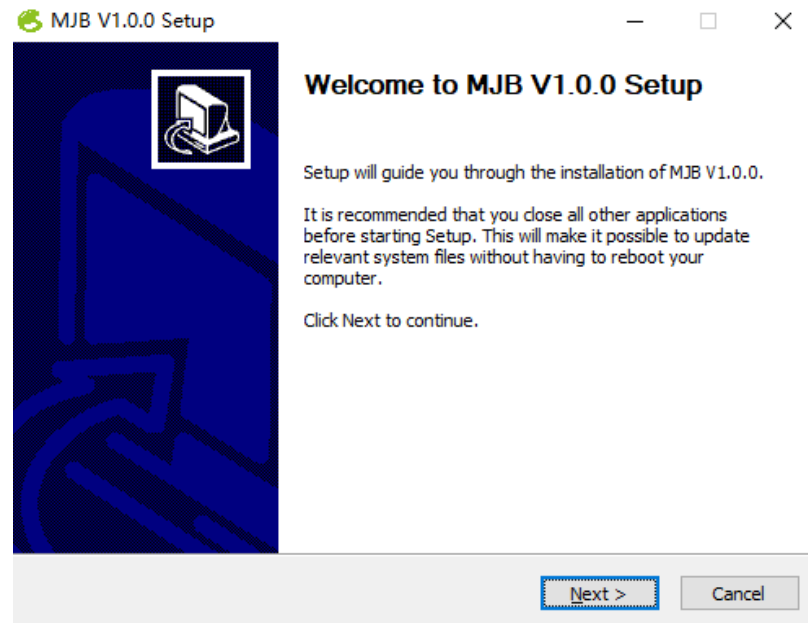 MJB V1.0.0 Setup
Welcome to MJB V1.0.0 Setup
Setup will guide you through the installation of MJB V1.0.0.
It is recommended that you close all other applications
before starting Setup. This will make it possible to update
relevant system files without having to reboot your
computer.
Click Next to continue.
Next >
Cancel